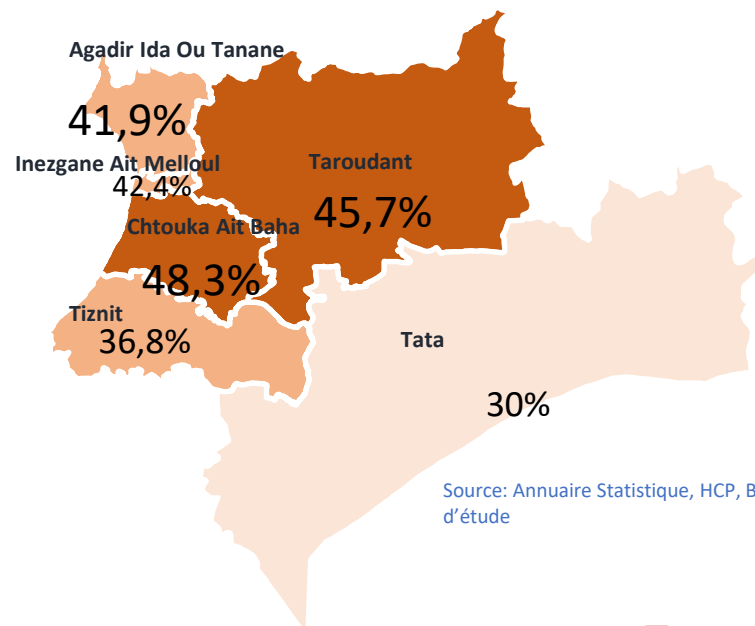 Agadir Ida Ou Tanane
41,9%
Inezgane Ait Melloul
42,4%
Taroudant
45,7%
Chtouka Ait Baha
48,3%
Tiznit
36,8%
Tata
30%
Source: Annuaire Statistique, HCP, B
d’étude